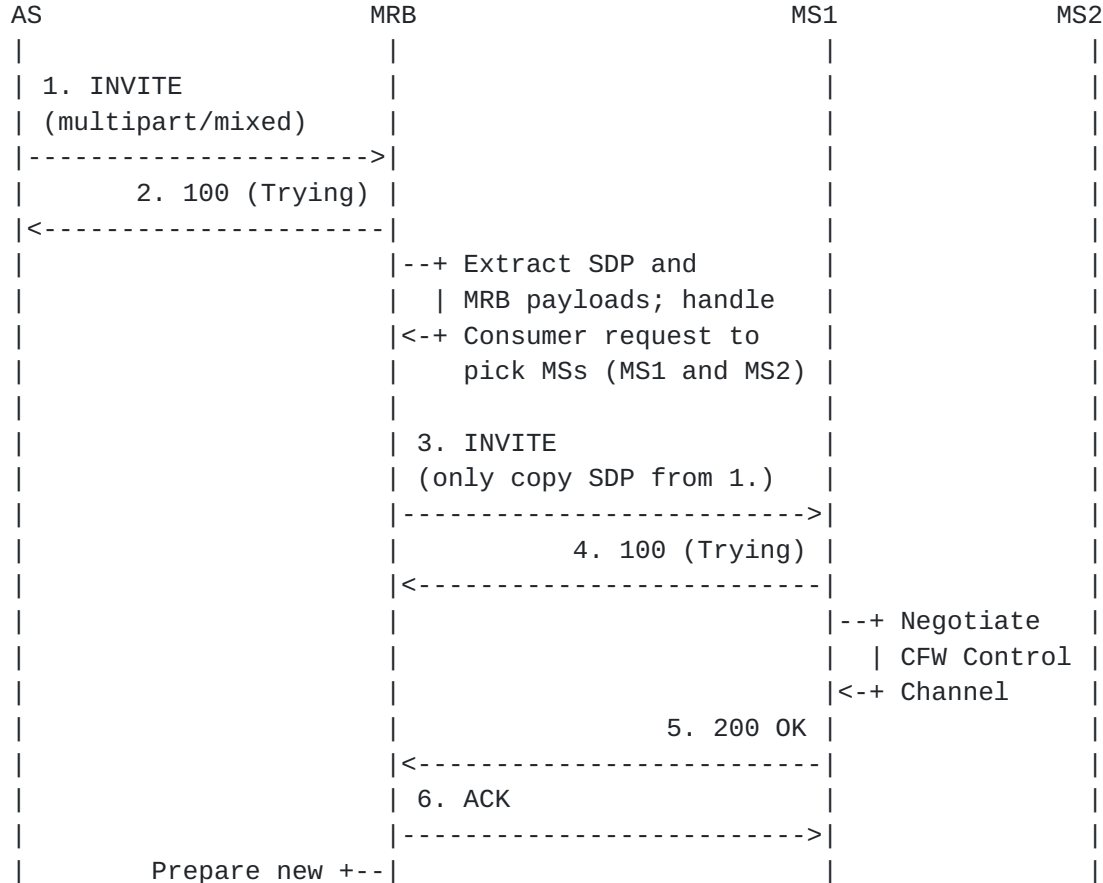 AS                      MRB                         MS1               MS2
|                       |                           |                |
| 1. INVITE             |                           |                |
| (multipart/mixed)     |                           |                |
|---------------------->|                           |                |
|       2. 100 (Trying) |                           |                |
|<----------------------|                           |                |
|                       |--+ Extract SDP and        |                |
|                       |  | MRB payloads; handle   |                |
|                       |<-+ Consumer request to    |                |
|                       |    pick MSs (MS1 and MS2) |                |
|                       |                           |                |
|                       | 3. INVITE                 |                |
|                       | (only copy SDP from 1.)   |                |
|                       |-------------------------->|                |
|                       |           4. 100 (Trying) |                |
|                       |<--------------------------|                |
|                       |                           |--+ Negotiate   |
|                       |                           |  | CFW Control |
|                       |                           |<-+ Channel     |
|                       |                 5. 200 OK |                |
|                       |<--------------------------|                |
|                       | 6. ACK                    |                |
|                       |-------------------------->|                |
|        Prepare new +--|                           |                |